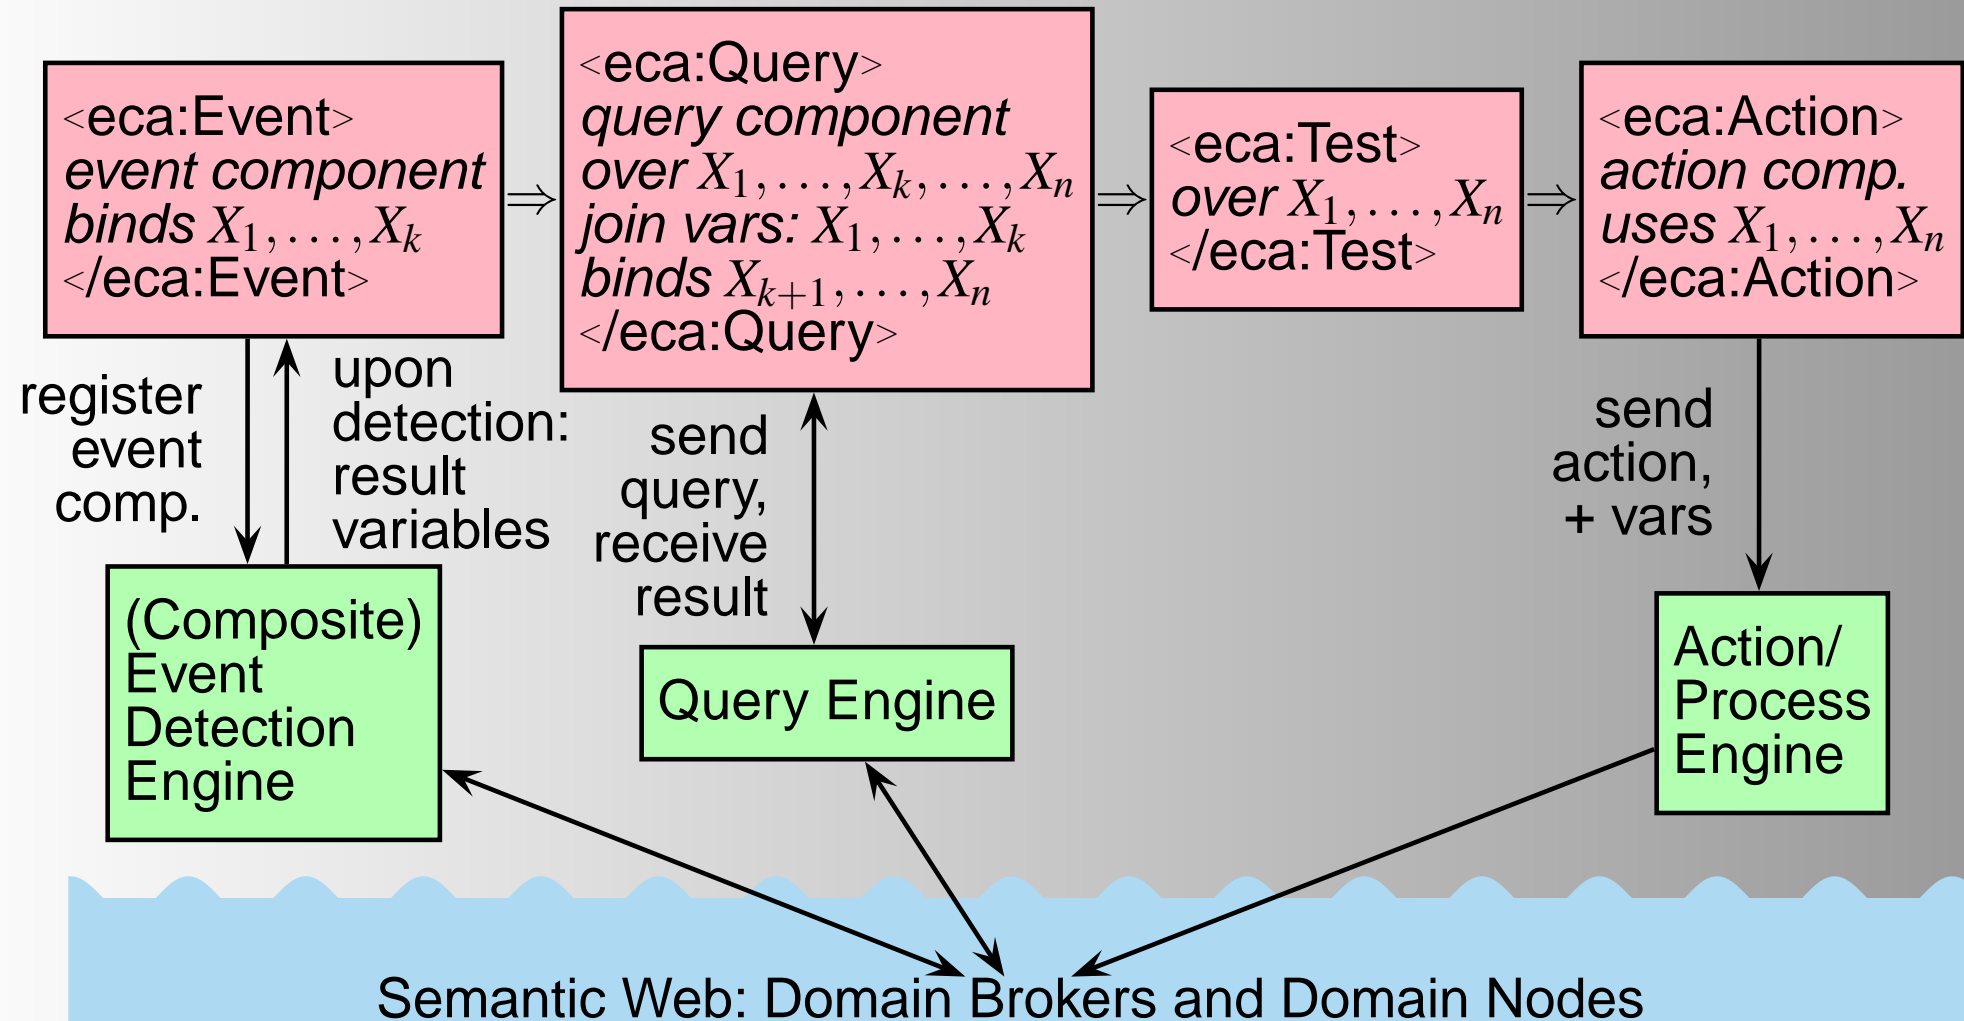 <eca:Event>
event component
binds X₁,...,Xₖ
</eca:Event>
⇒
<eca:Query>
query component
over X₁,...,Xₖ,...,Xₙ
join vars: X₁,...,Xₖ
binds Xₖ₊₁,...,Xₙ
</eca:Query>
⇒
<eca:Test>
over X₁,...,Xₙ
</eca:Test>
⇒
<eca:Action>
action comp.
uses X₁,...,Xₙ
</eca:Action>
register
event
comp.
upon
detection:
result
variables
send
query,
receive
result
send
action,
+ vars
(Composite)
Event
Detection
Engine
Query Engine
Action/
Process
Engine
Semantic Web: Domain Brokers and Domain Nodes